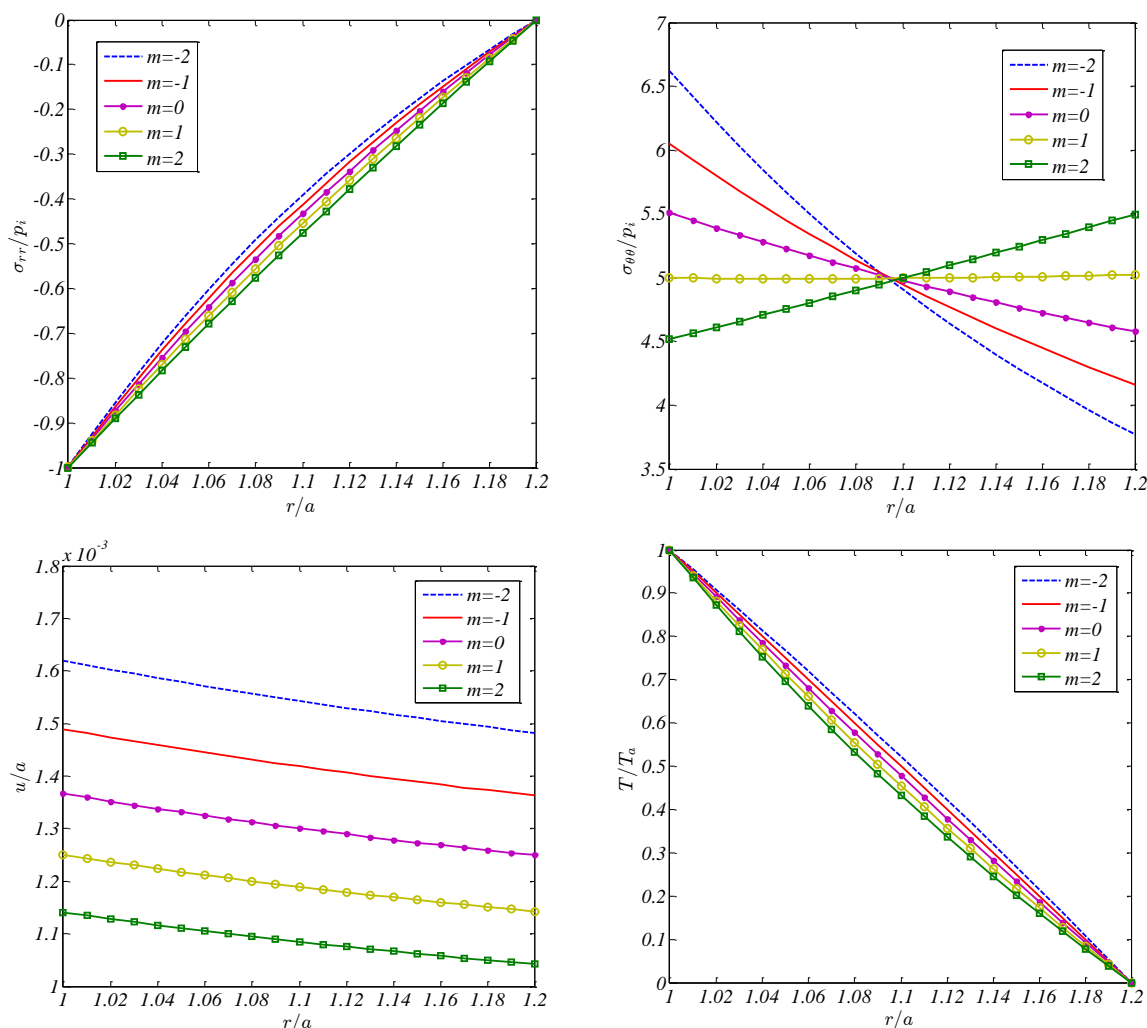 0
-0.1
-0.2
-0.3
-0.4
-0.5
-0.6
-0.7
-0.8
-0.9
-1
σrr/pi
m=-2
m=-1
m=0
m=1
m=2
1 1.02 1.04 1.06 1.08 1.1 1.12 1.14 1.16 1.18 1.2
r/a
7
6.5
6
5.5
5
4.5
4
3.5
σθθ/pi
m=-2
m=-1
m=0
m=1
m=2
1 1.02 1.04 1.06 1.08 1.1 1.12 1.14 1.16 1.18 1.2
r/a
x 10⁻³
1.8
1.7
1.6
1.5
1.4
1.3
1.2
1.1
1
u/a
m=-2
m=-1
m=0
m=1
m=2
1 1.02 1.04 1.06 1.08 1.1 1.12 1.14 1.16 1.18 1.2
r/a
1
0.9
0.8
0.7
0.6
0.5
0.4
0.3
0.2
0.1
0
T/Ta
m=-2
m=-1
m=0
m=1
m=2
1 1.02 1.04 1.06 1.08 1.1 1.12 1.14 1.16 1.18 1.2
r/a